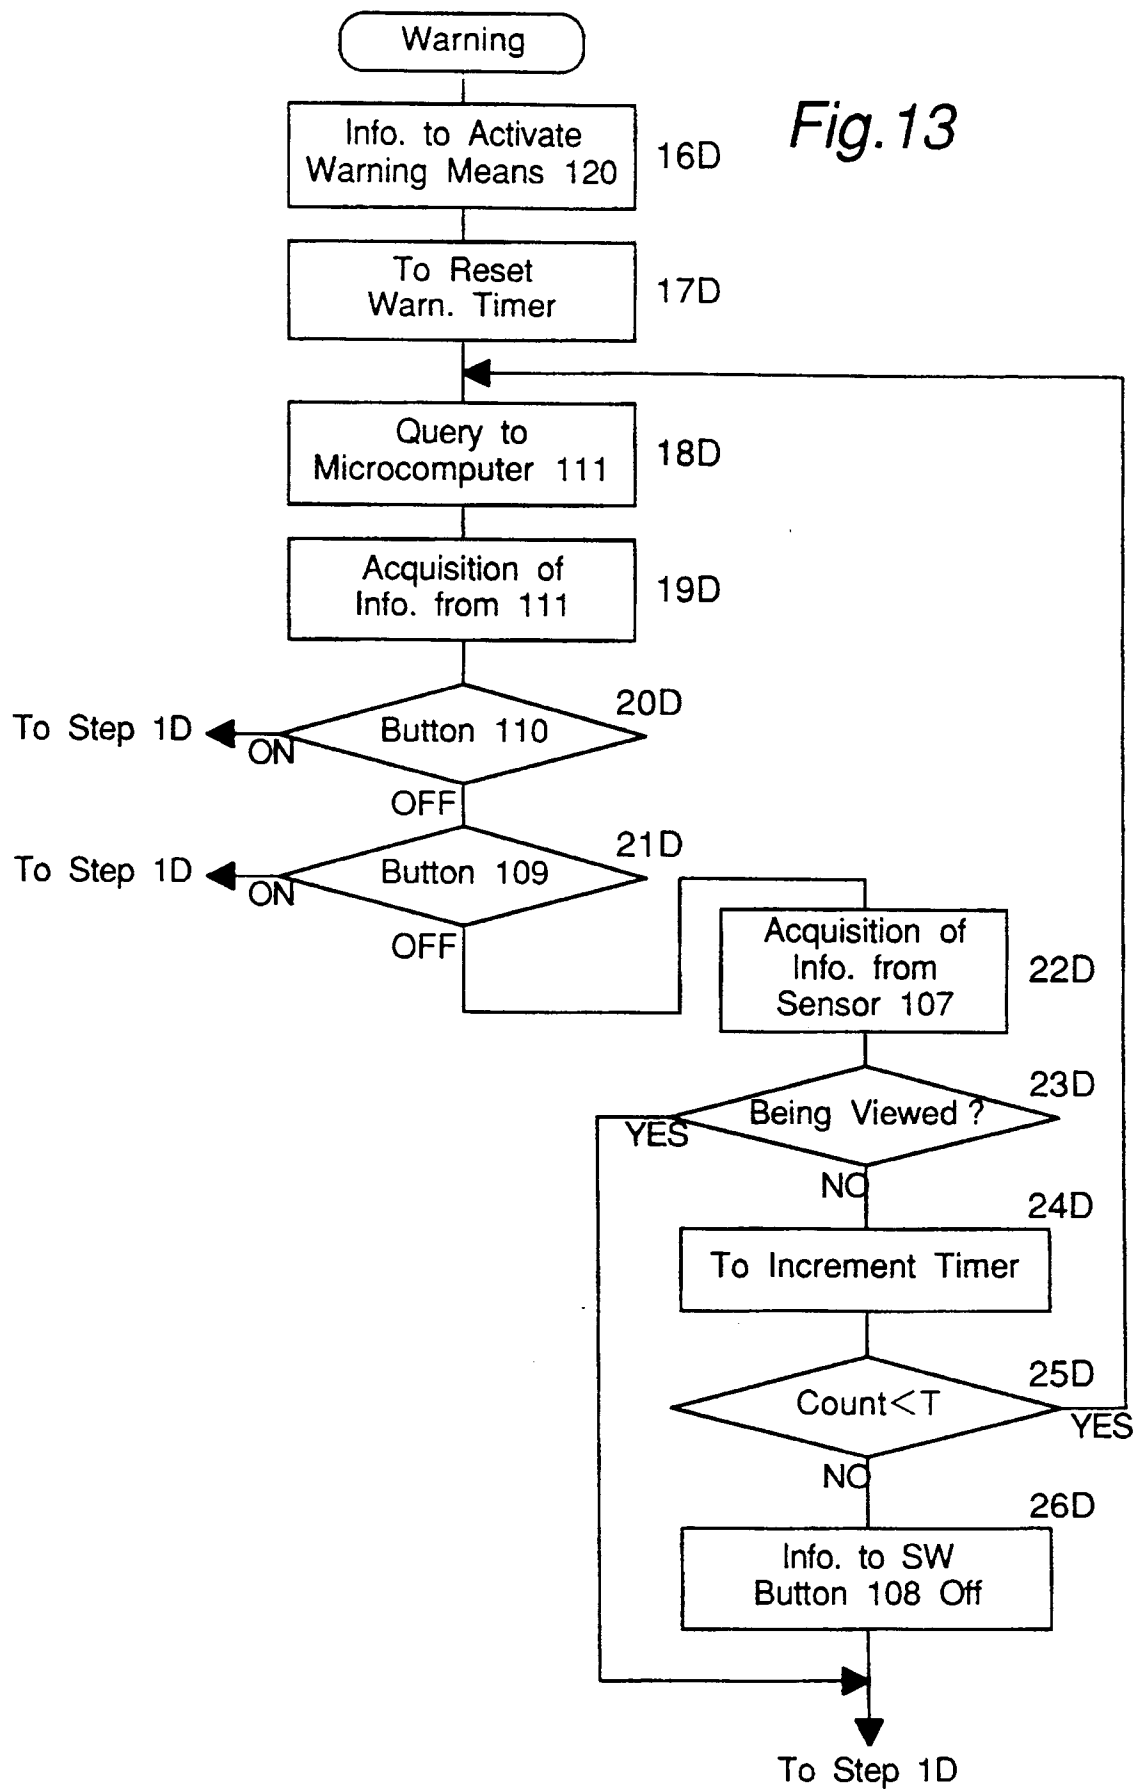 Warning
Fig.13
Info. to Activate
Warning Means 120
16D
To Reset
Warn. Timer
17D
Query to
Microcomputer 111
18D
Acquisition of
Info. from 111
19D
20D
Button 110
To Step 1D
ON
OFF
21D
Button 109
To Step 1D
ON
OFF
Acquisition of
Info. from
Sensor 107
22D
23D
Being Viewed?
YES
NO
24D
To Increment Timer
25D
Count<T
YES
NO
26D
Info. to SW
Button 108 Off
To Step 1D